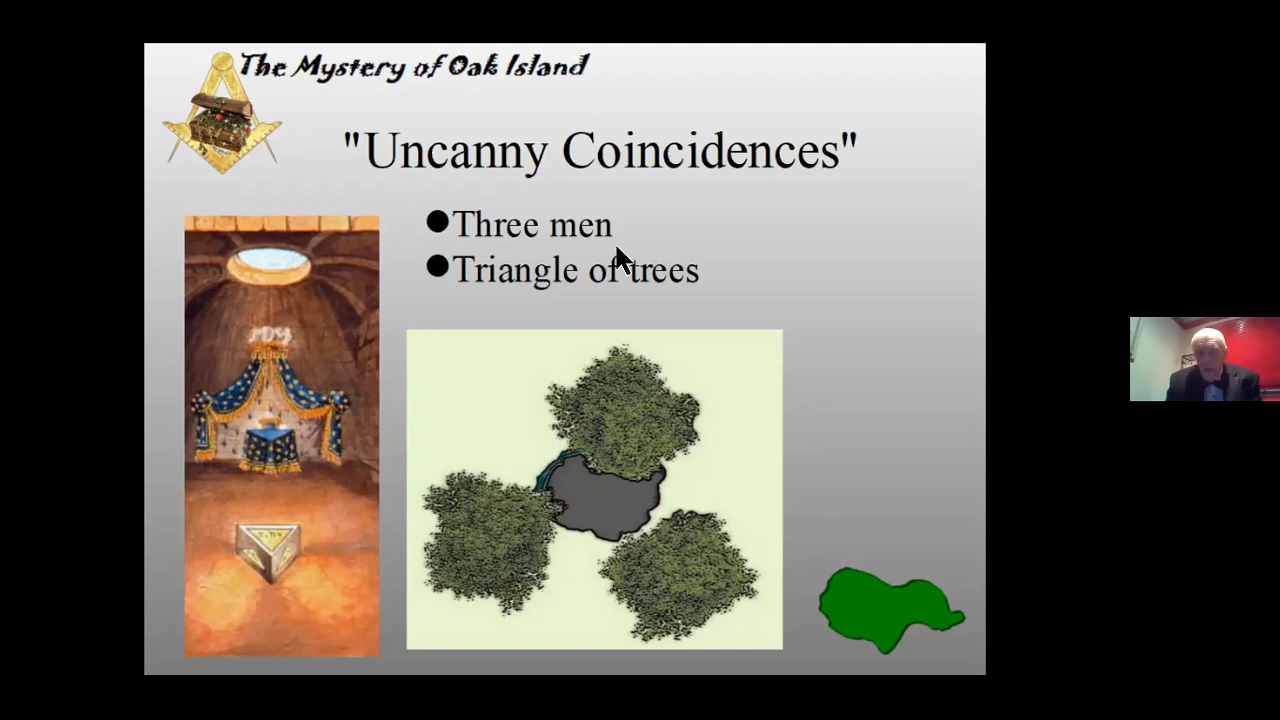 The Mystery of Oak Island
"Uncanny Coincidences"
Three men
Triangle of trees